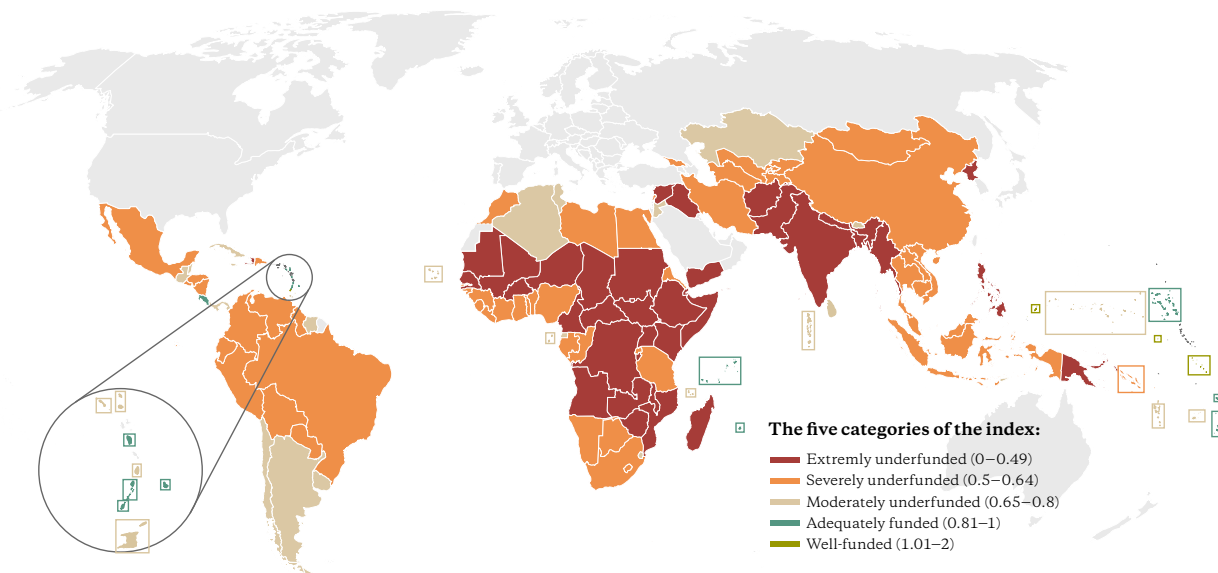 The five categories of the index:
Extremly underfunded (0–0.49)
Severely underfunded (0.5–0.64)
Moderately underfunded (0.65–0.8)
Adequately funded (0.81–1)
Well-funded (1.01–2)